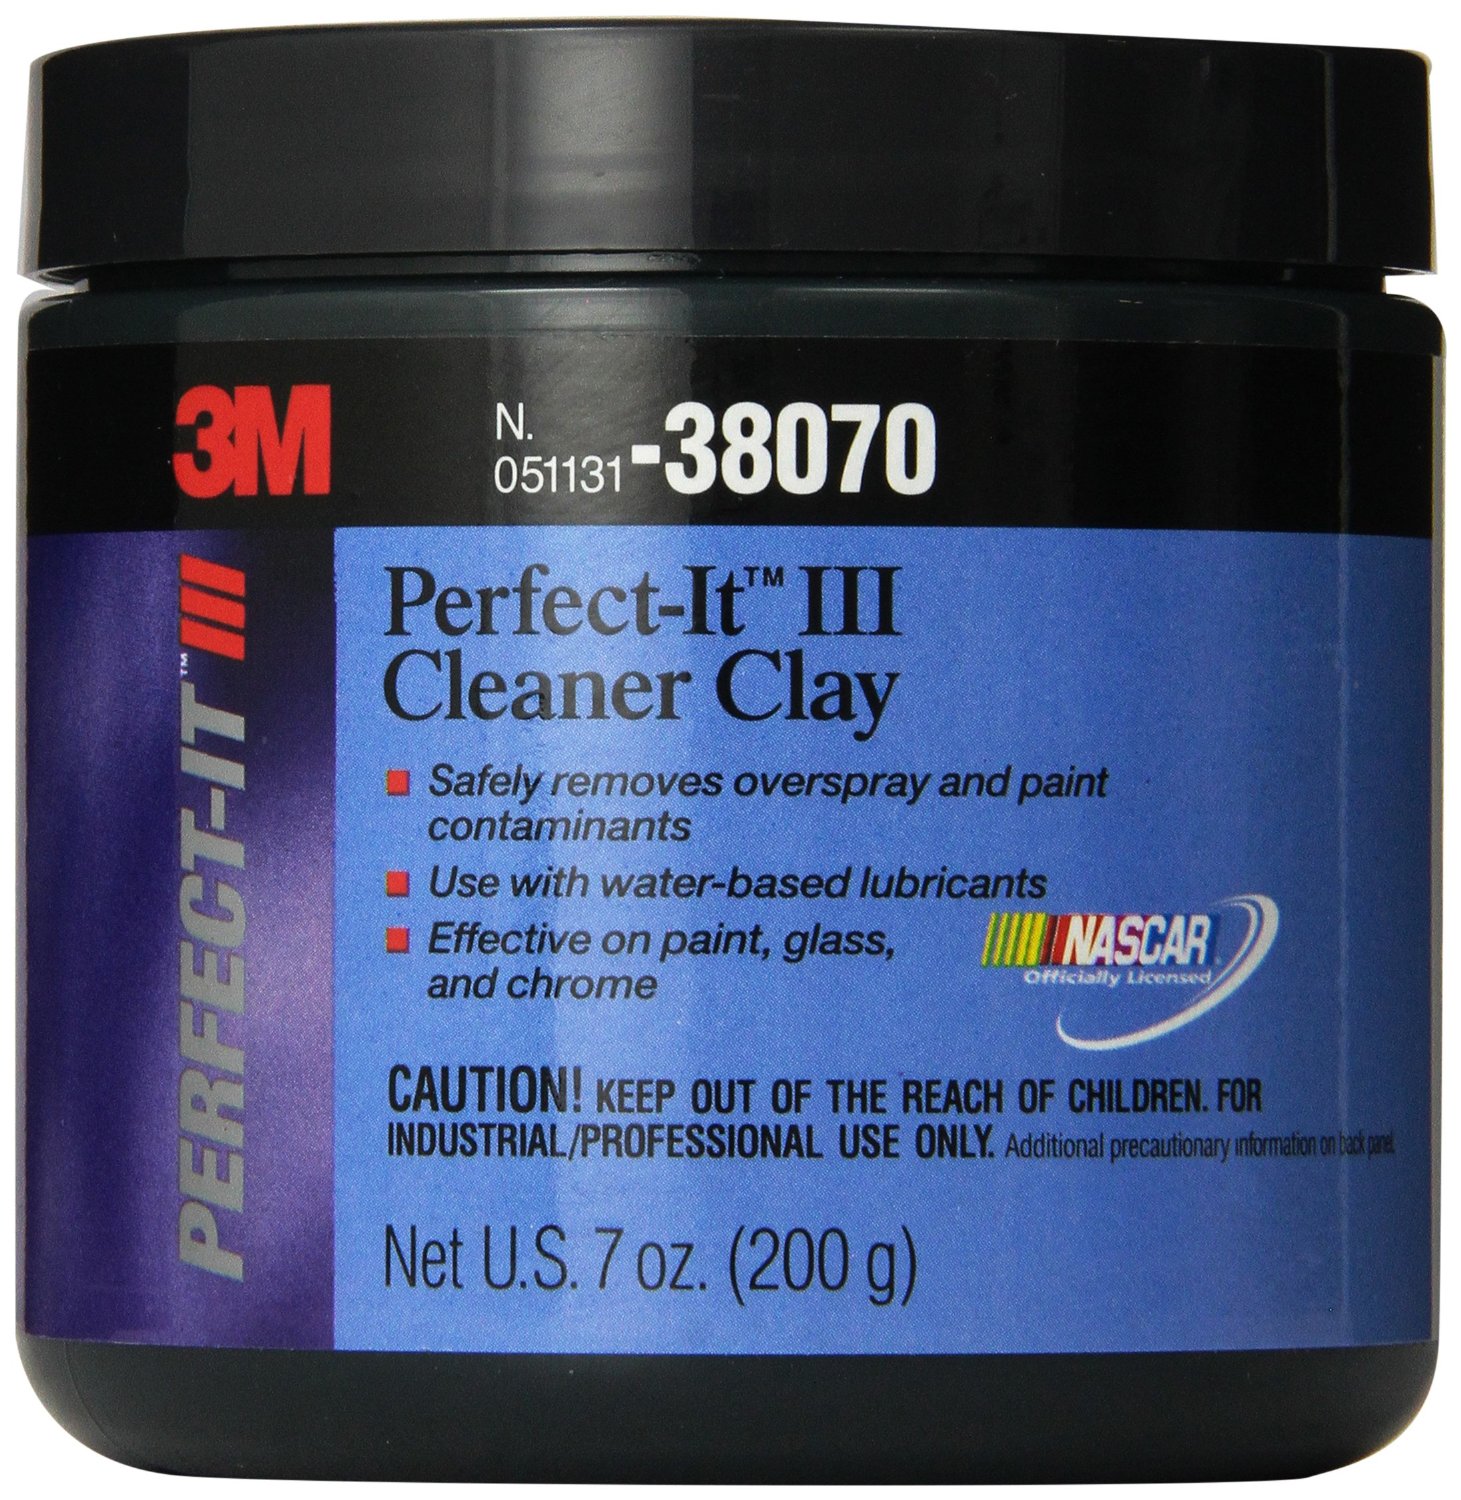 3M
N.
051131-38070
PERFECT-IT™ III
Perfect-It™ III
Cleaner Clay
Safely removes overspray and paint
contaminants
Use with water-based lubricants
Effective on paint, glass,
and chrome
NASCAR
Officially Licensed
CAUTION! KEEP OUT OF THE REACH OF CHILDREN. FOR
INDUSTRIAL/PROFESSIONAL USE ONLY. Additional precautionary information on back panel.
Net U.S. 7 oz. (200 g)